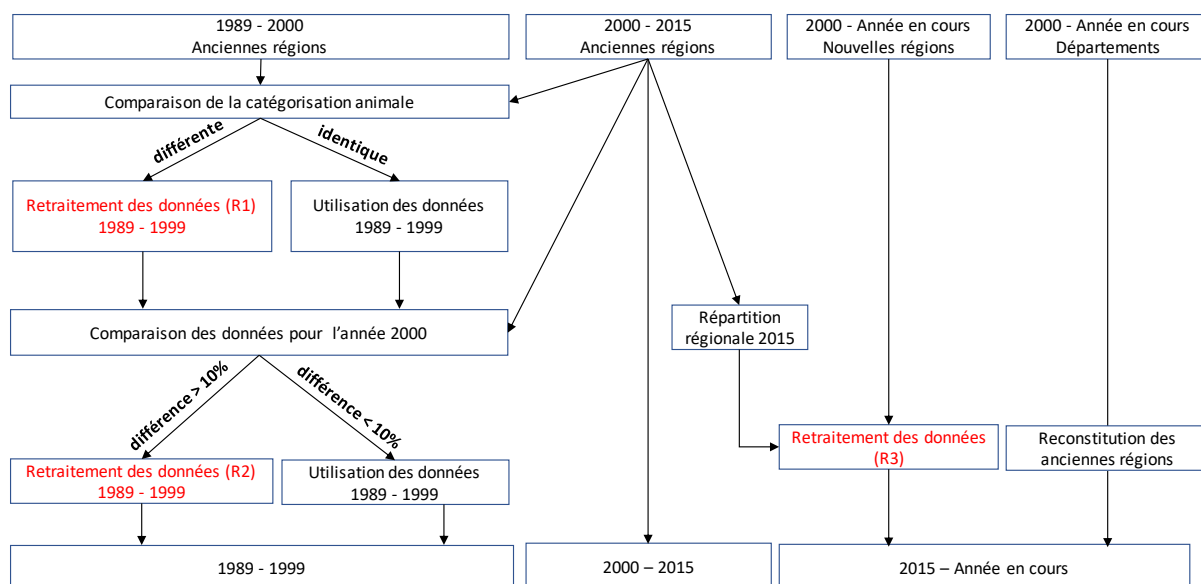 1989 - 2000
Anciennes régions
2000 - 2015
Anciennes régions
2000 - Année en cours
Nouvelles régions
2000 - Année en cours
Départements
Comparaison de la catégorisation animale
différente
identique
Retraitement des données (R1)
1989 - 1999
Utilisation des données
1989 - 1999
Comparaison des données pour l'année 2000
Répartition
régionale 2015
différence > 10%
différence < 10%
Retraitement des données (R2)
1989 - 1999
Utilisation des données
1989 - 1999
Retraitement des données
(R3)
Reconstitution des
anciennes régions
1989 - 1999
2000 – 2015
2015 – Année en cours